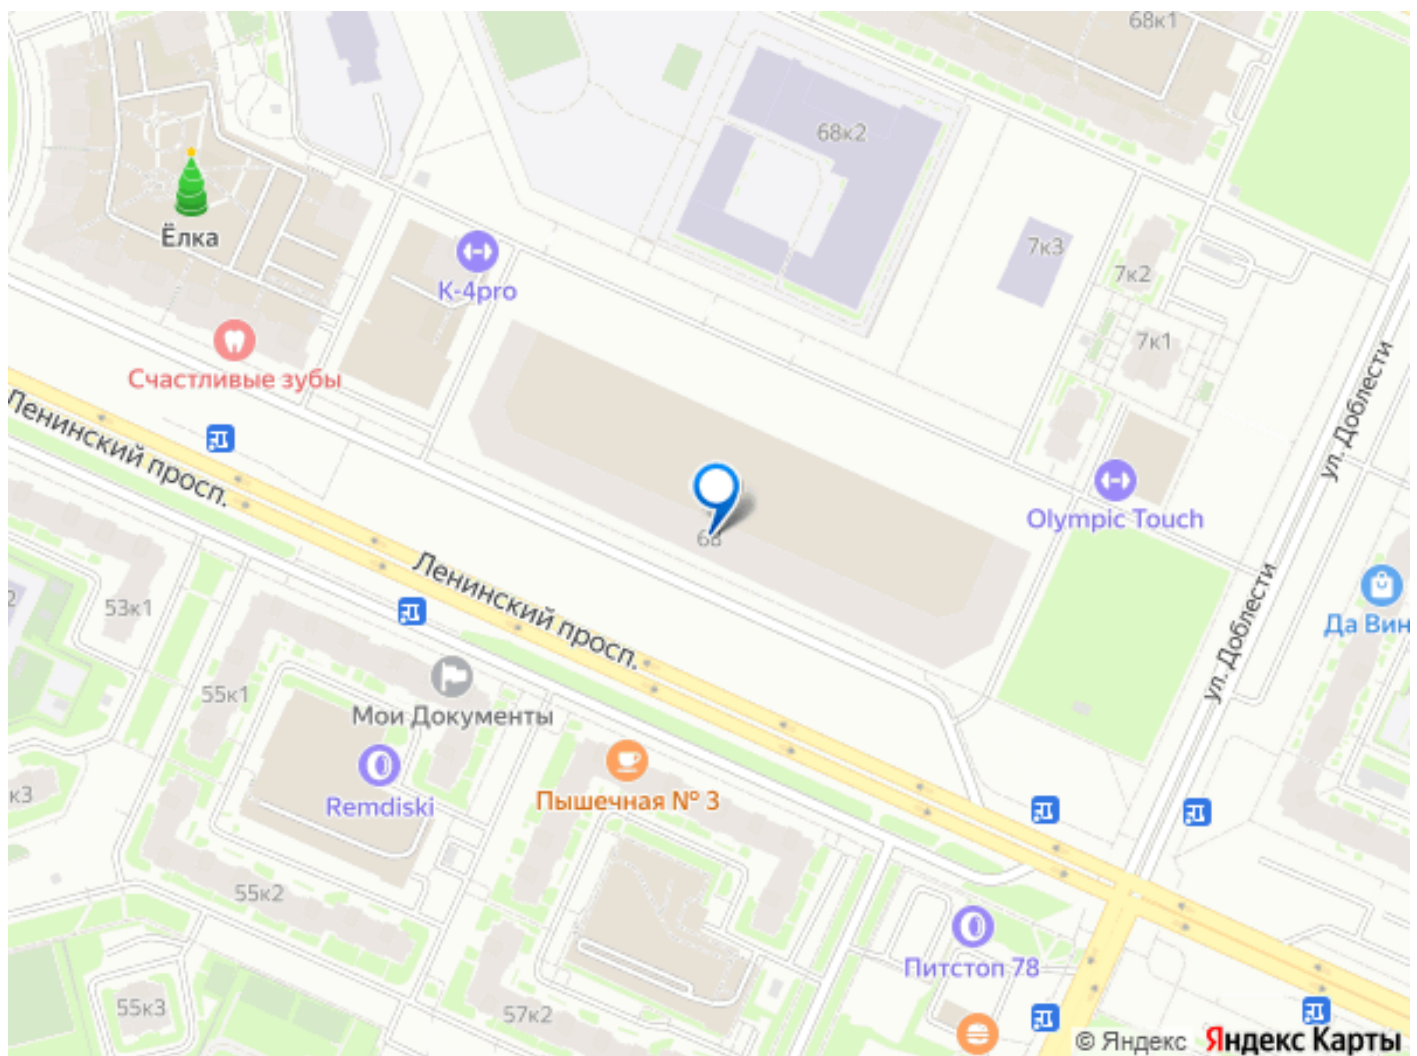 68к1
68к2
Ёлка
7к3
7к2
К-4pro
7к1
Счастливые зубы
Ленинский просп.
ул. Доблести
Olympic Touch
68
Ленинский просп.
53к1
2
Да Вин
ул. Доблести
55к1
Мои Документы
к3
Remdiski
Пышечная № 3
55к2
Питстоп 78
55к3
57к2
© Яндекс Яндекс Карты